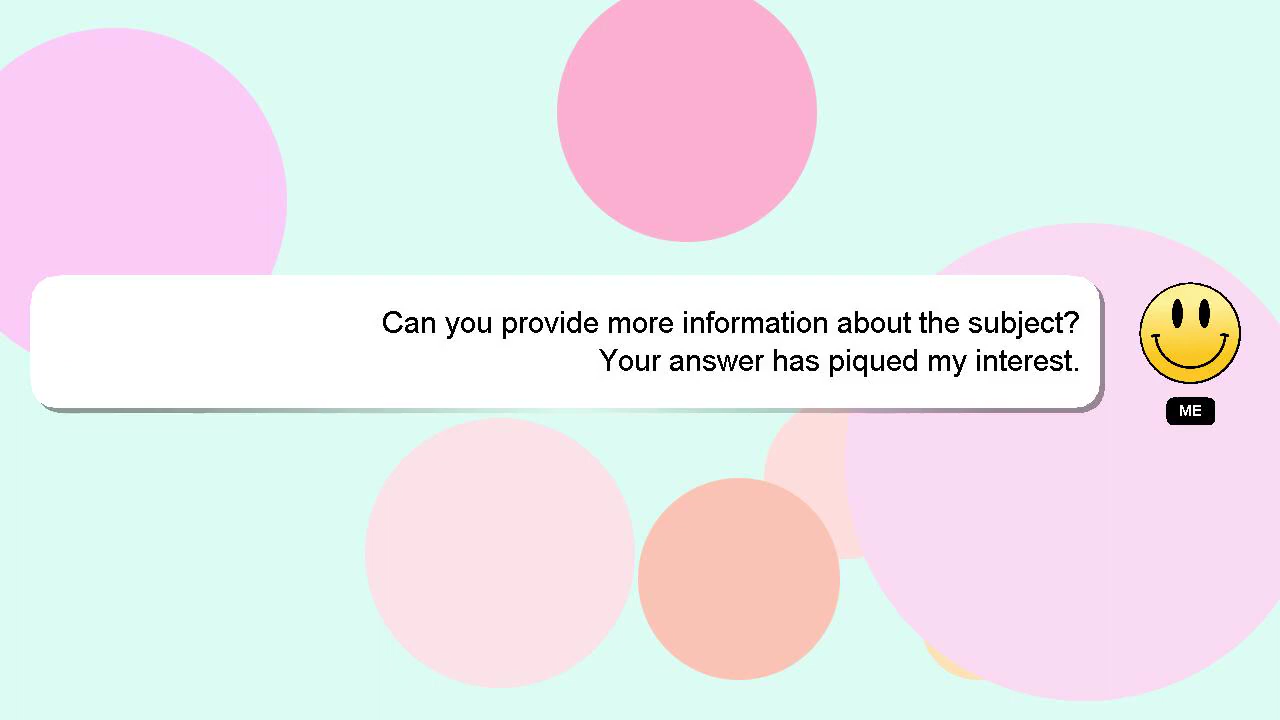 Can you provide more information about the subject?
Your answer has piqued my interest.
ME